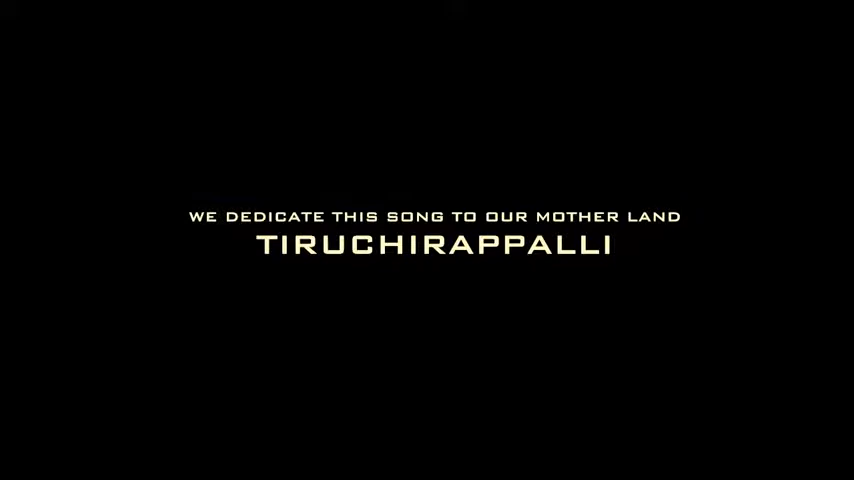 WE DEDICATE THIS SONG TO OUR MOTHER LAND
TIRUCHIRAPPALLI